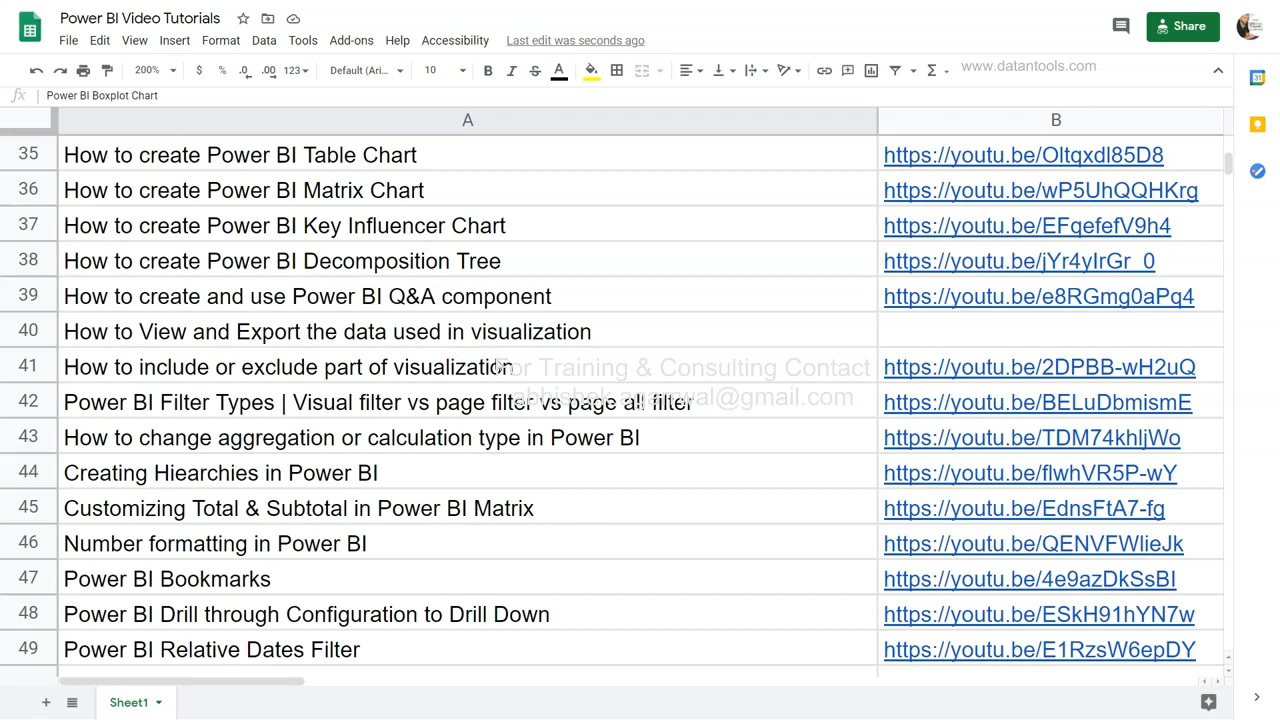 Power BI Video Tutorials
File Edit View Insert Format Data Tools Add-ons Help Accessibility Last edit was seconds ago
Share
200% $ % .0 .00 123 Default (Ari... 10 B I S A
www.datantools.com
fx Power BI Boxplot Chart
A B
35 How to create Power BI Table Chart https://youtu.be/Oltqxdl85D8
36 How to create Power BI Matrix Chart https://youtu.be/wP5UhQQHKrg
37 How to create Power BI Key Influencer Chart https://youtu.be/EFqefefV9h4
38 How to create Power BI Decomposition Tree https://youtu.be/jYr4yIrGr_0
39 How to create and use Power BI Q&A component https://youtu.be/e8RGmg0aPq4
40 How to View and Export the data used in visualization
41 How to include or exclude part of visualization https://youtu.be/2DPBB-wH2uQ
For Training & Consulting Contact
42 Power BI Filter Types | Visual filter vs page filter vs page all filter https://youtu.be/BELuDbmismE
abhishek.agarwal@gmail.com
43 How to change aggregation or calculation type in Power BI https://youtu.be/TDM74khljWo
44 Creating Hiearchies in Power BI https://youtu.be/flwhVR5P-wY
45 Customizing Total & Subtotal in Power BI Matrix https://youtu.be/EdnsFtA7-fg
46 Number formatting in Power BI https://youtu.be/QENVFWlieJk
47 Power BI Bookmarks https://youtu.be/4e9azDkSsBI
48 Power BI Drill through Configuration to Drill Down https://youtu.be/ESkH91hYN7w
49 Power BI Relative Dates Filter https://youtu.be/E1RzsW6epDY
Sheet1
31